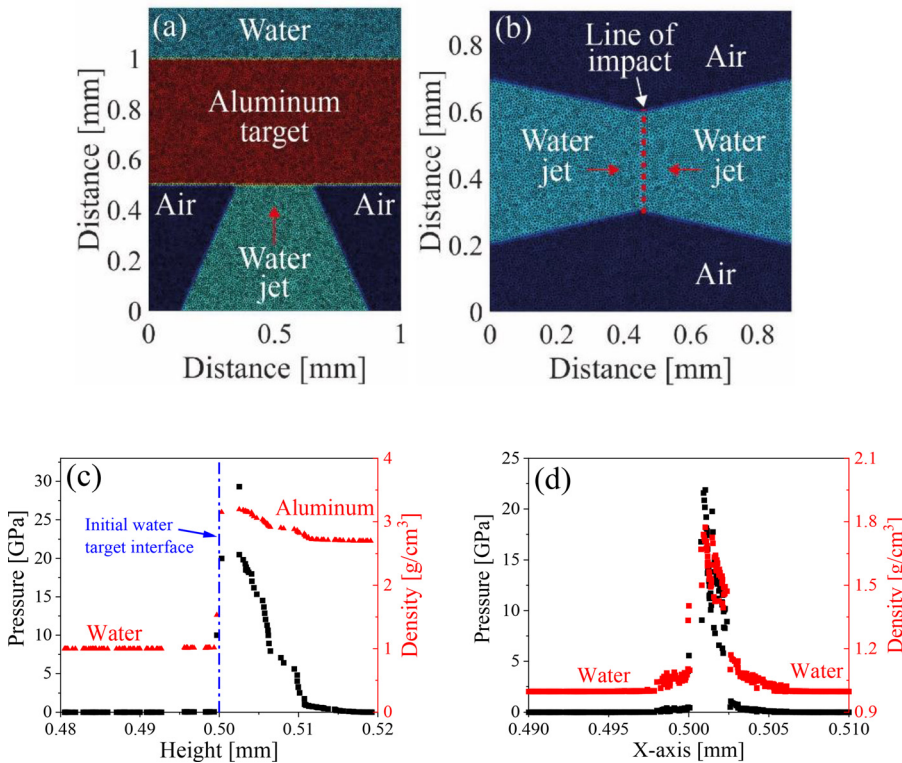 (a)
Water
Aluminum
target
Air
Air
Water
jet
Distance [mm]
1
0.8
0.6
0.4
0.2
0
0
0.5
1
Distance [mm]
(b)
Line of
impact
Air
Water
jet
Water
jet
Air
Distance [mm]
0.8
0.6
0.4
0.2
0
0
0.2
0.4
0.6
0.8
Distance [mm]
(c)
Initial water
target interface
Aluminum
Water
Pressure [GPa]
30
25
20
15
10
5
0
Density [g/cm³]
4
3
2
1
0
0.48
0.49
0.50
0.51
0.52
Height [mm]
(d)
Water
Water
Pressure [GPa]
25
20
15
10
5
0
Density [g/cm³]
2.1
1.8
1.5
1.2
0.9
0.490
0.495
0.500
0.505
0.510
X-axis [mm]